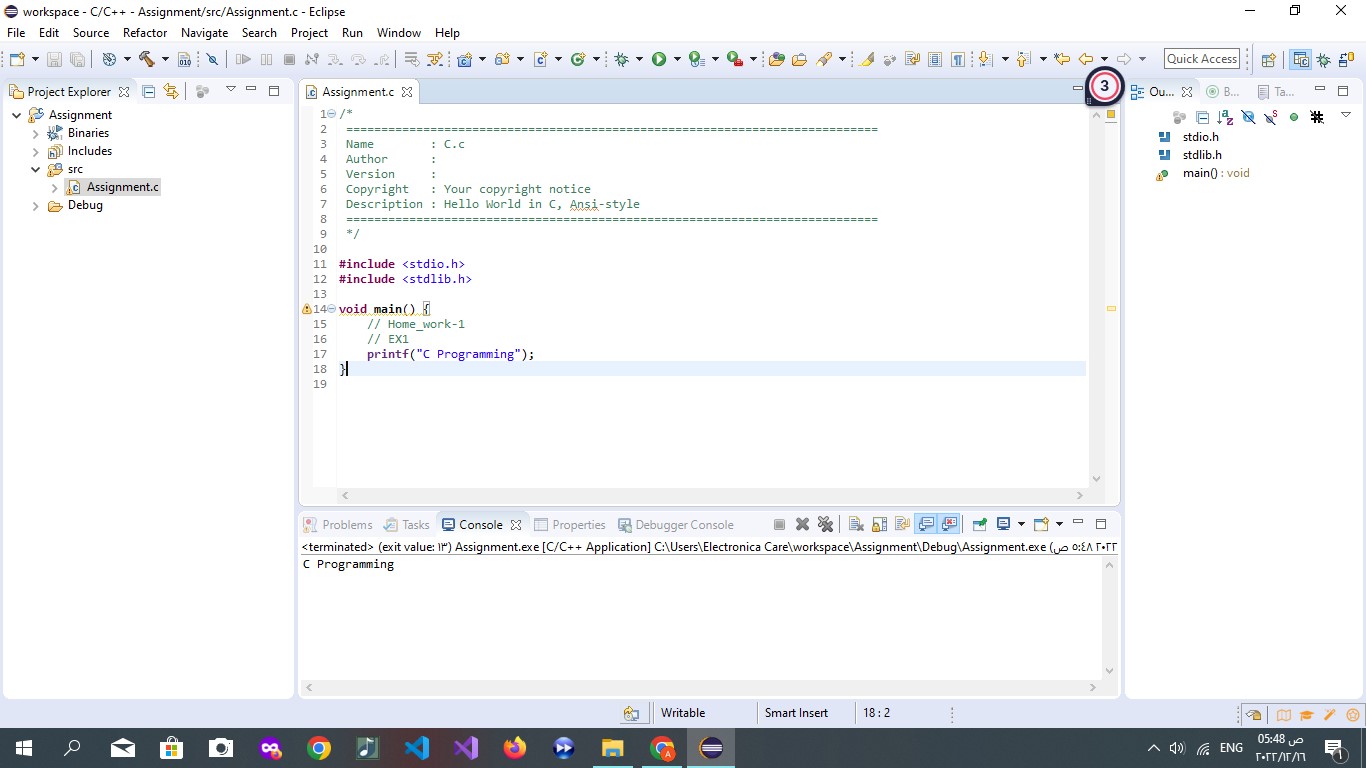 workspace - C/C++ - Assignment/src/Assignment.c - Eclipse
File Edit Source Refactor Navigate Search Project Run Window Help
Quick Access
Project Explorer
Assignment
Binaries
Includes
src
Assignment.c
Debug
Assignment.c
1 /*
2 ============================================================================
3 Name : C.c
4 Author :
5 Version :
6 Copyright : Your copyright notice
7 Description : Hello World in C, Ansi-style
8 ============================================================================
9 */
10
11 #include <stdio.h>
12 #include <stdlib.h>
13
14 void main() {
15 // Home_work-1
16 // EX1
17 printf("C Programming");
18 }
19
3
Ou... B... Ta...
stdio.h
stdlib.h
main() : void
Problems Tasks Console Properties Debugger Console
<terminated> (exit value: ١٣) Assignment.exe [C/C++ Application] C:\Users\Electronica Care\workspace\Assignment\Debug\Assignment.exe (ص ٥:٤٨ ٢٠٢٢
C Programming
Writable Smart Insert 18 : 2
ENG
05:48 ص
٢٠٢٢/١٢/٢٦
1